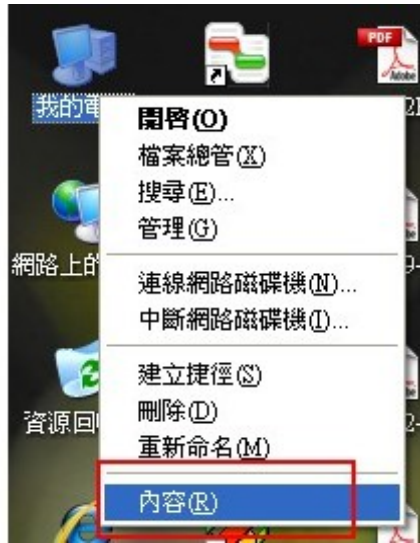 PDF
Adobe
我的電
開啓(O)
檔案總管(X)
搜尋(E)...
管理(G)
網路上的
連線網路磁碟機(N)...
中斷網路磁碟機(I)...
建立捷徑(S)
刪除(D)
資源回
重新命名(M)
內容(R)